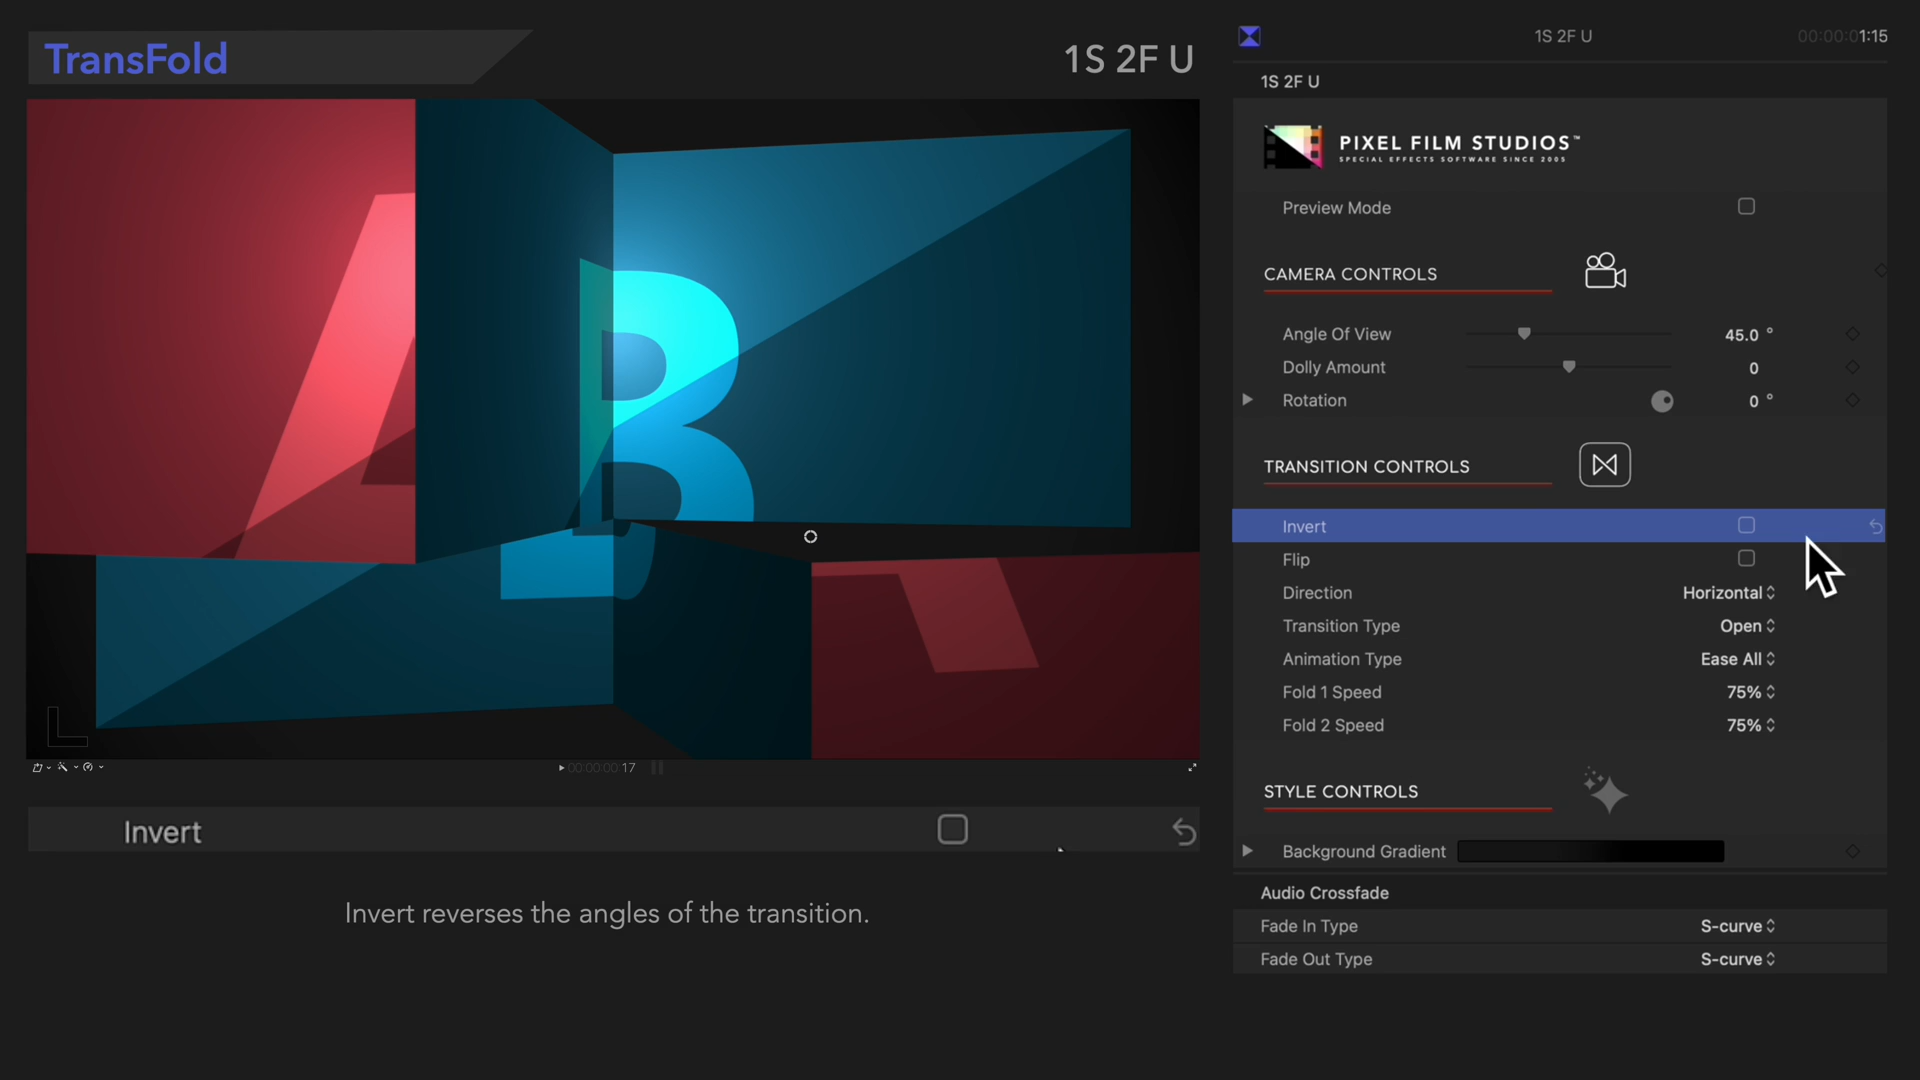 TransFold
1S 2F U
A
B
00:00:00:17
Invert
Invert reverses the angles of the transition.
1S 2F U
00:00:01:15
1S 2F U
PIXEL FILM STUDIOS™
SPECIAL EFFECTS SOFTWARE SINCE 2005
Preview Mode
CAMERA CONTROLS
Angle Of View 45.0 °
Dolly Amount 0
Rotation 0 °
TRANSITION CONTROLS
Invert
Flip
Direction Horizontal
Transition Type Open
Animation Type Ease All
Fold 1 Speed 75%
Fold 2 Speed 75%
STYLE CONTROLS
Background Gradient
Audio Crossfade
Fade In Type S-curve
Fade Out Type S-curve